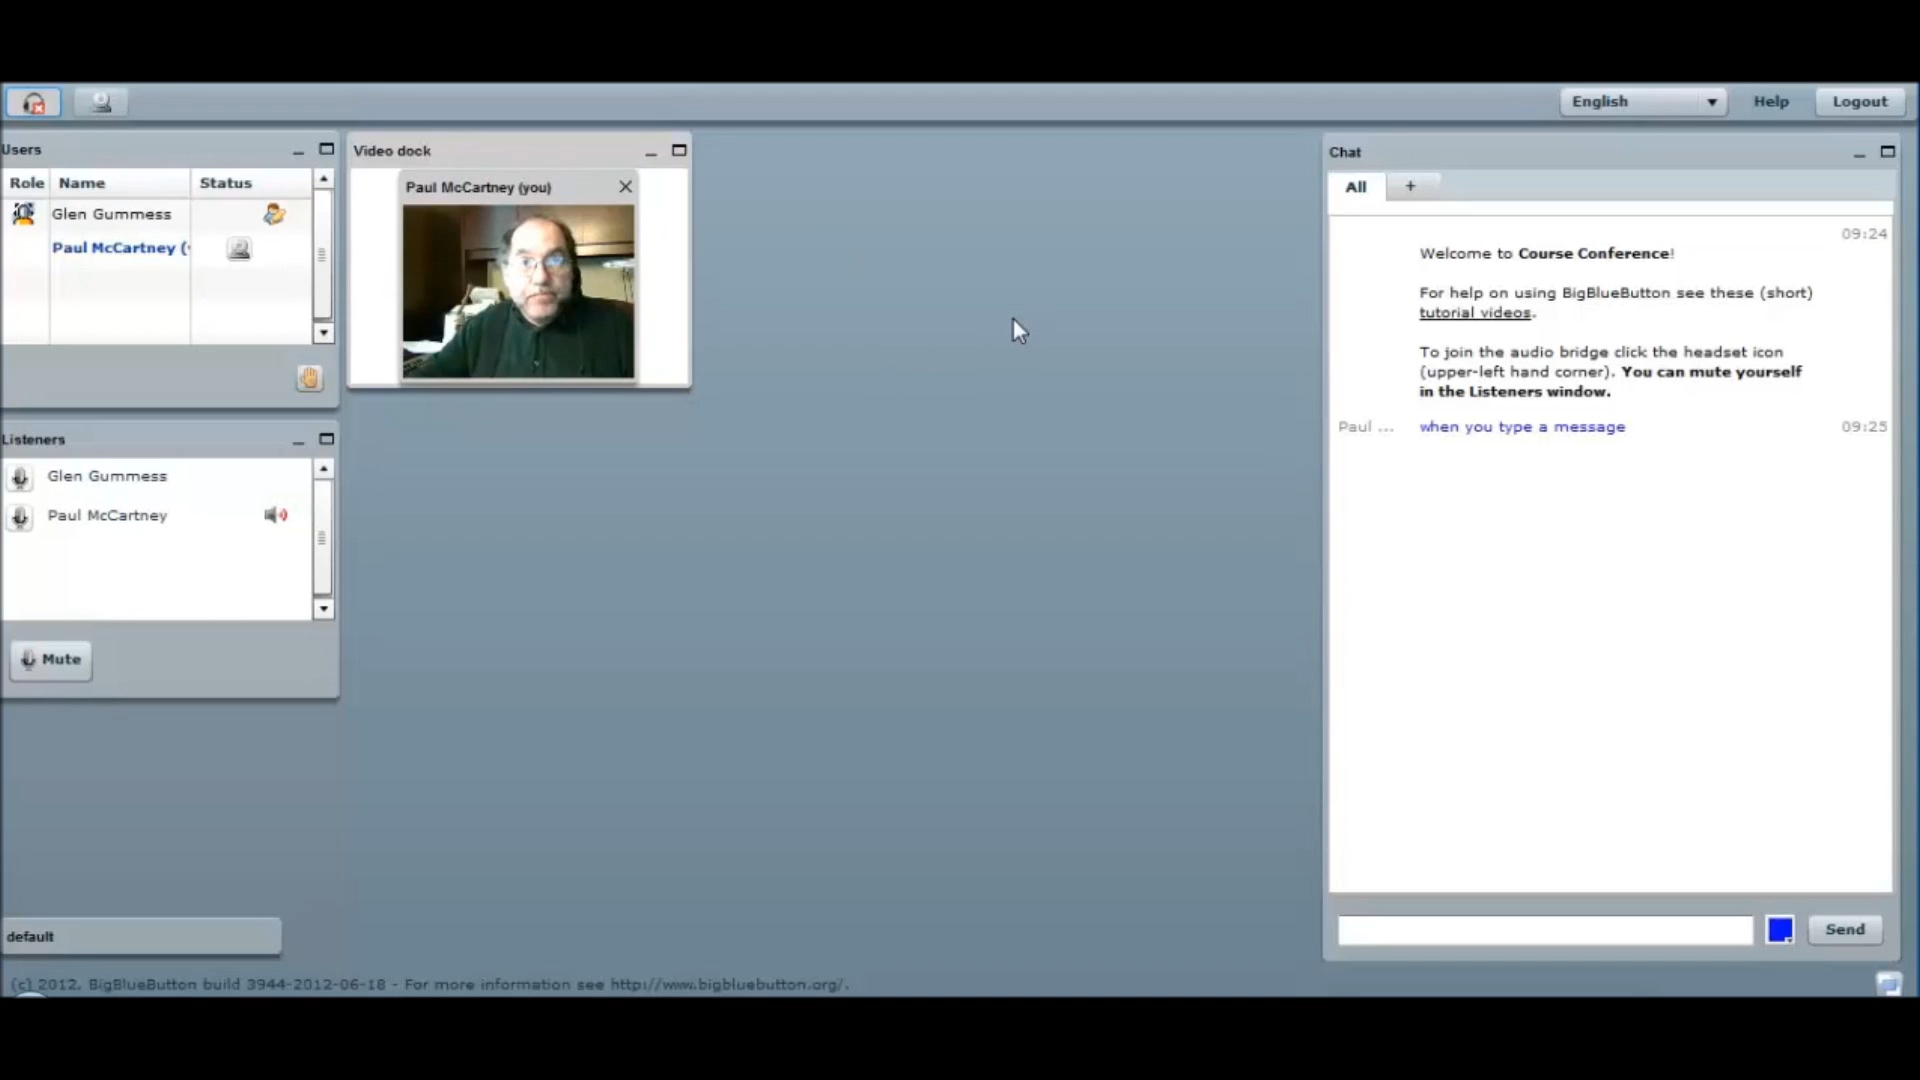 English
Help
Logout
Users
Role Name Status
Glen Gummess
Paul McCartney (
Listeners
Glen Gummess
Paul McCartney
Mute
default
Video dock
Paul McCartney (you)
Chat
All +
09:24
Welcome to Course Conference!
For help on using BigBlueButton see these (short)
tutorial videos.
To join the audio bridge click the headset icon
(upper-left hand corner). You can mute yourself
in the Listeners window.
Paul ... when you type a message 09:25
Send
(c) 2012. BigBlueButton build 3944-2012-06-18 - For more information see http://www.bigbluebutton.org/.